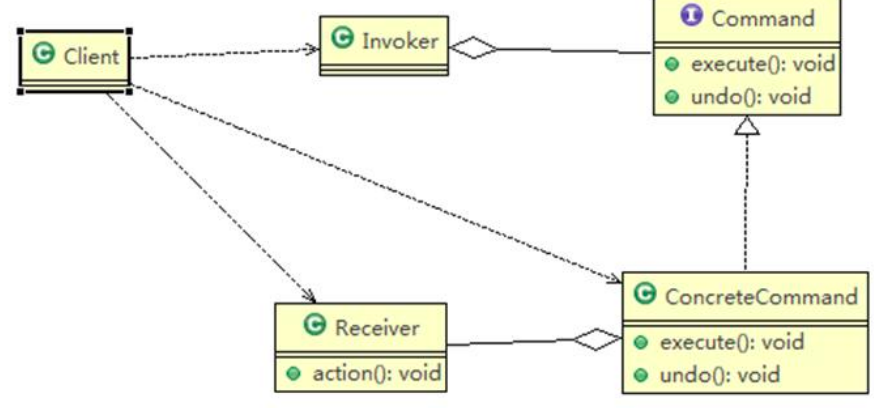 Client
Invoker
Command
execute(): void
undo(): void
Receiver
action(): void
ConcreteCommand
execute(): void
undo(): void